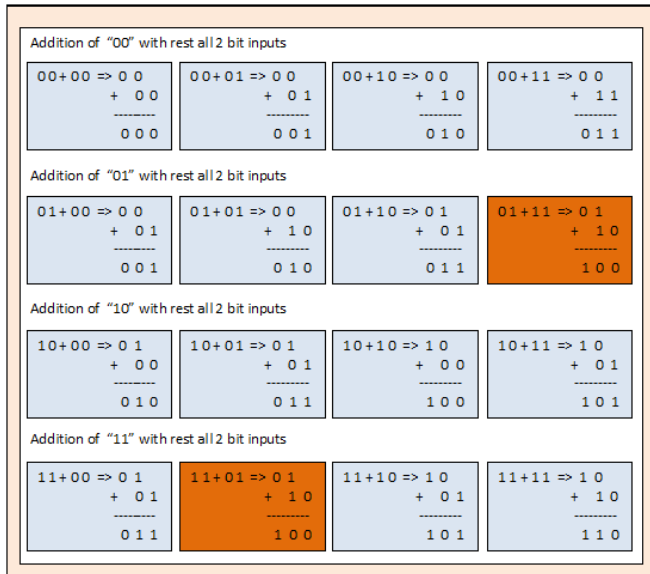 Addition of “00” with rest all 2 bit inputs
00+00 => 0 0
+ 0 0
---------
0 0 0
00+01 => 0 0
+ 0 1
---------
0 0 1
00+10 => 0 0
+ 1 0
---------
0 1 0
00+11 => 0 0
+ 1 1
---------
0 1 1
Addition of “01” with rest all 2 bit inputs
01+00 => 0 0
+ 0 1
---------
0 0 1
01+01 => 0 0
+ 1 0
---------
0 1 0
01+10 => 0 1
+ 0 1
---------
0 1 1
01+11 => 0 1
+ 1 0
---------
1 0 0
Addition of “10” with rest all 2 bit inputs
10+00 => 0 1
+ 0 0
---------
0 1 0
10+01 => 0 1
+ 0 1
---------
0 1 1
10+10 => 1 0
+ 0 0
---------
1 0 0
10+11 => 1 0
+ 0 1
---------
1 0 1
Addition of “11” with rest all 2 bit inputs
11+00 => 0 1
+ 0 1
---------
0 1 1
11+01 => 0 1
+ 1 0
---------
1 0 0
11+10 => 1 0
+ 0 1
---------
1 0 1
11+11 => 1 0
+ 1 0
---------
1 1 0